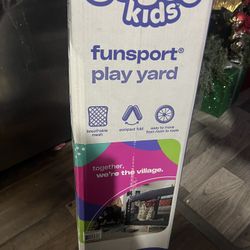 kids
funsport®
play yard
breathable mesh
compact fold
easy to move from room to room
together,
we're the village.